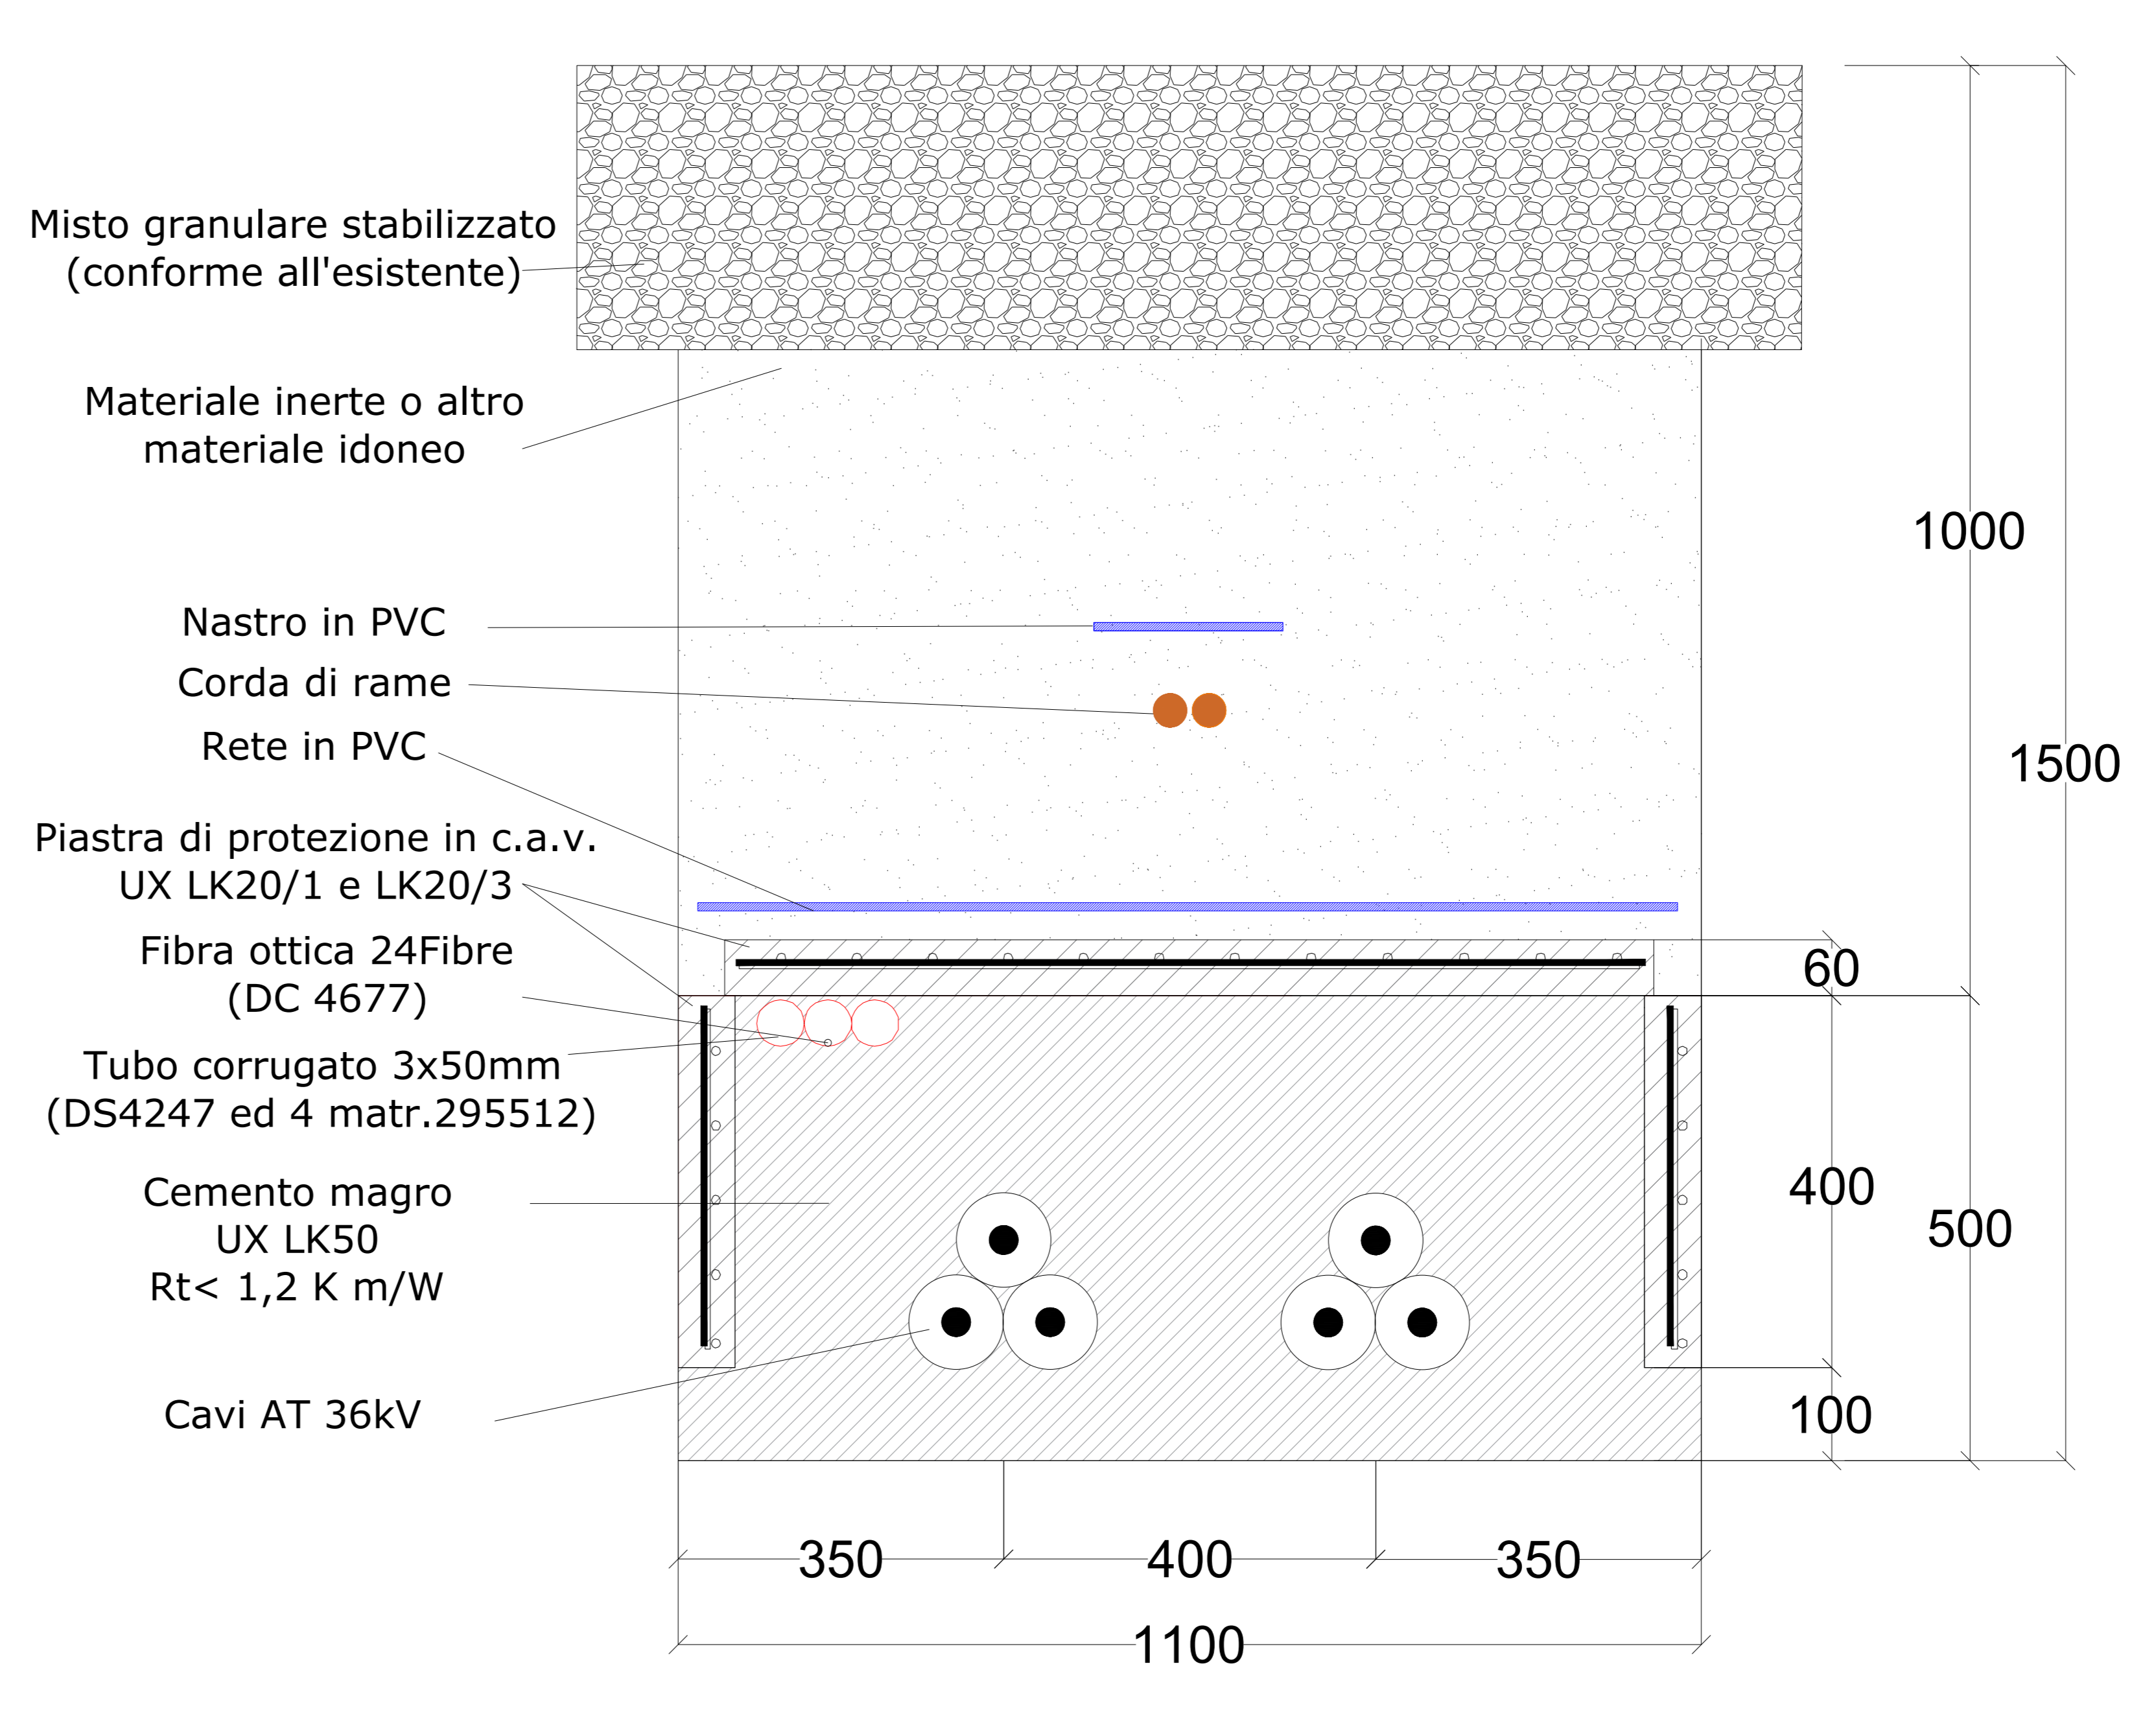 Misto granulare stabilizzato
(conforme all'esistente)
Materiale inerte o altro
materiale idoneo
Nastro in PVC
Corda di rame
Rete in PVC
Piastra di protezione in c.a.v.
UX LK20/1 e LK20/3
Fibra ottica 24Fibre
(DC 4677)
Tubo corrugato 3x50mm
(DS4247 ed 4 matr.295512)
Cemento magro
UX LK50
Rt< 1,2 K m/W
Cavi AT 36kV
1000
1500
60
400
500
100
350
400
350
1100